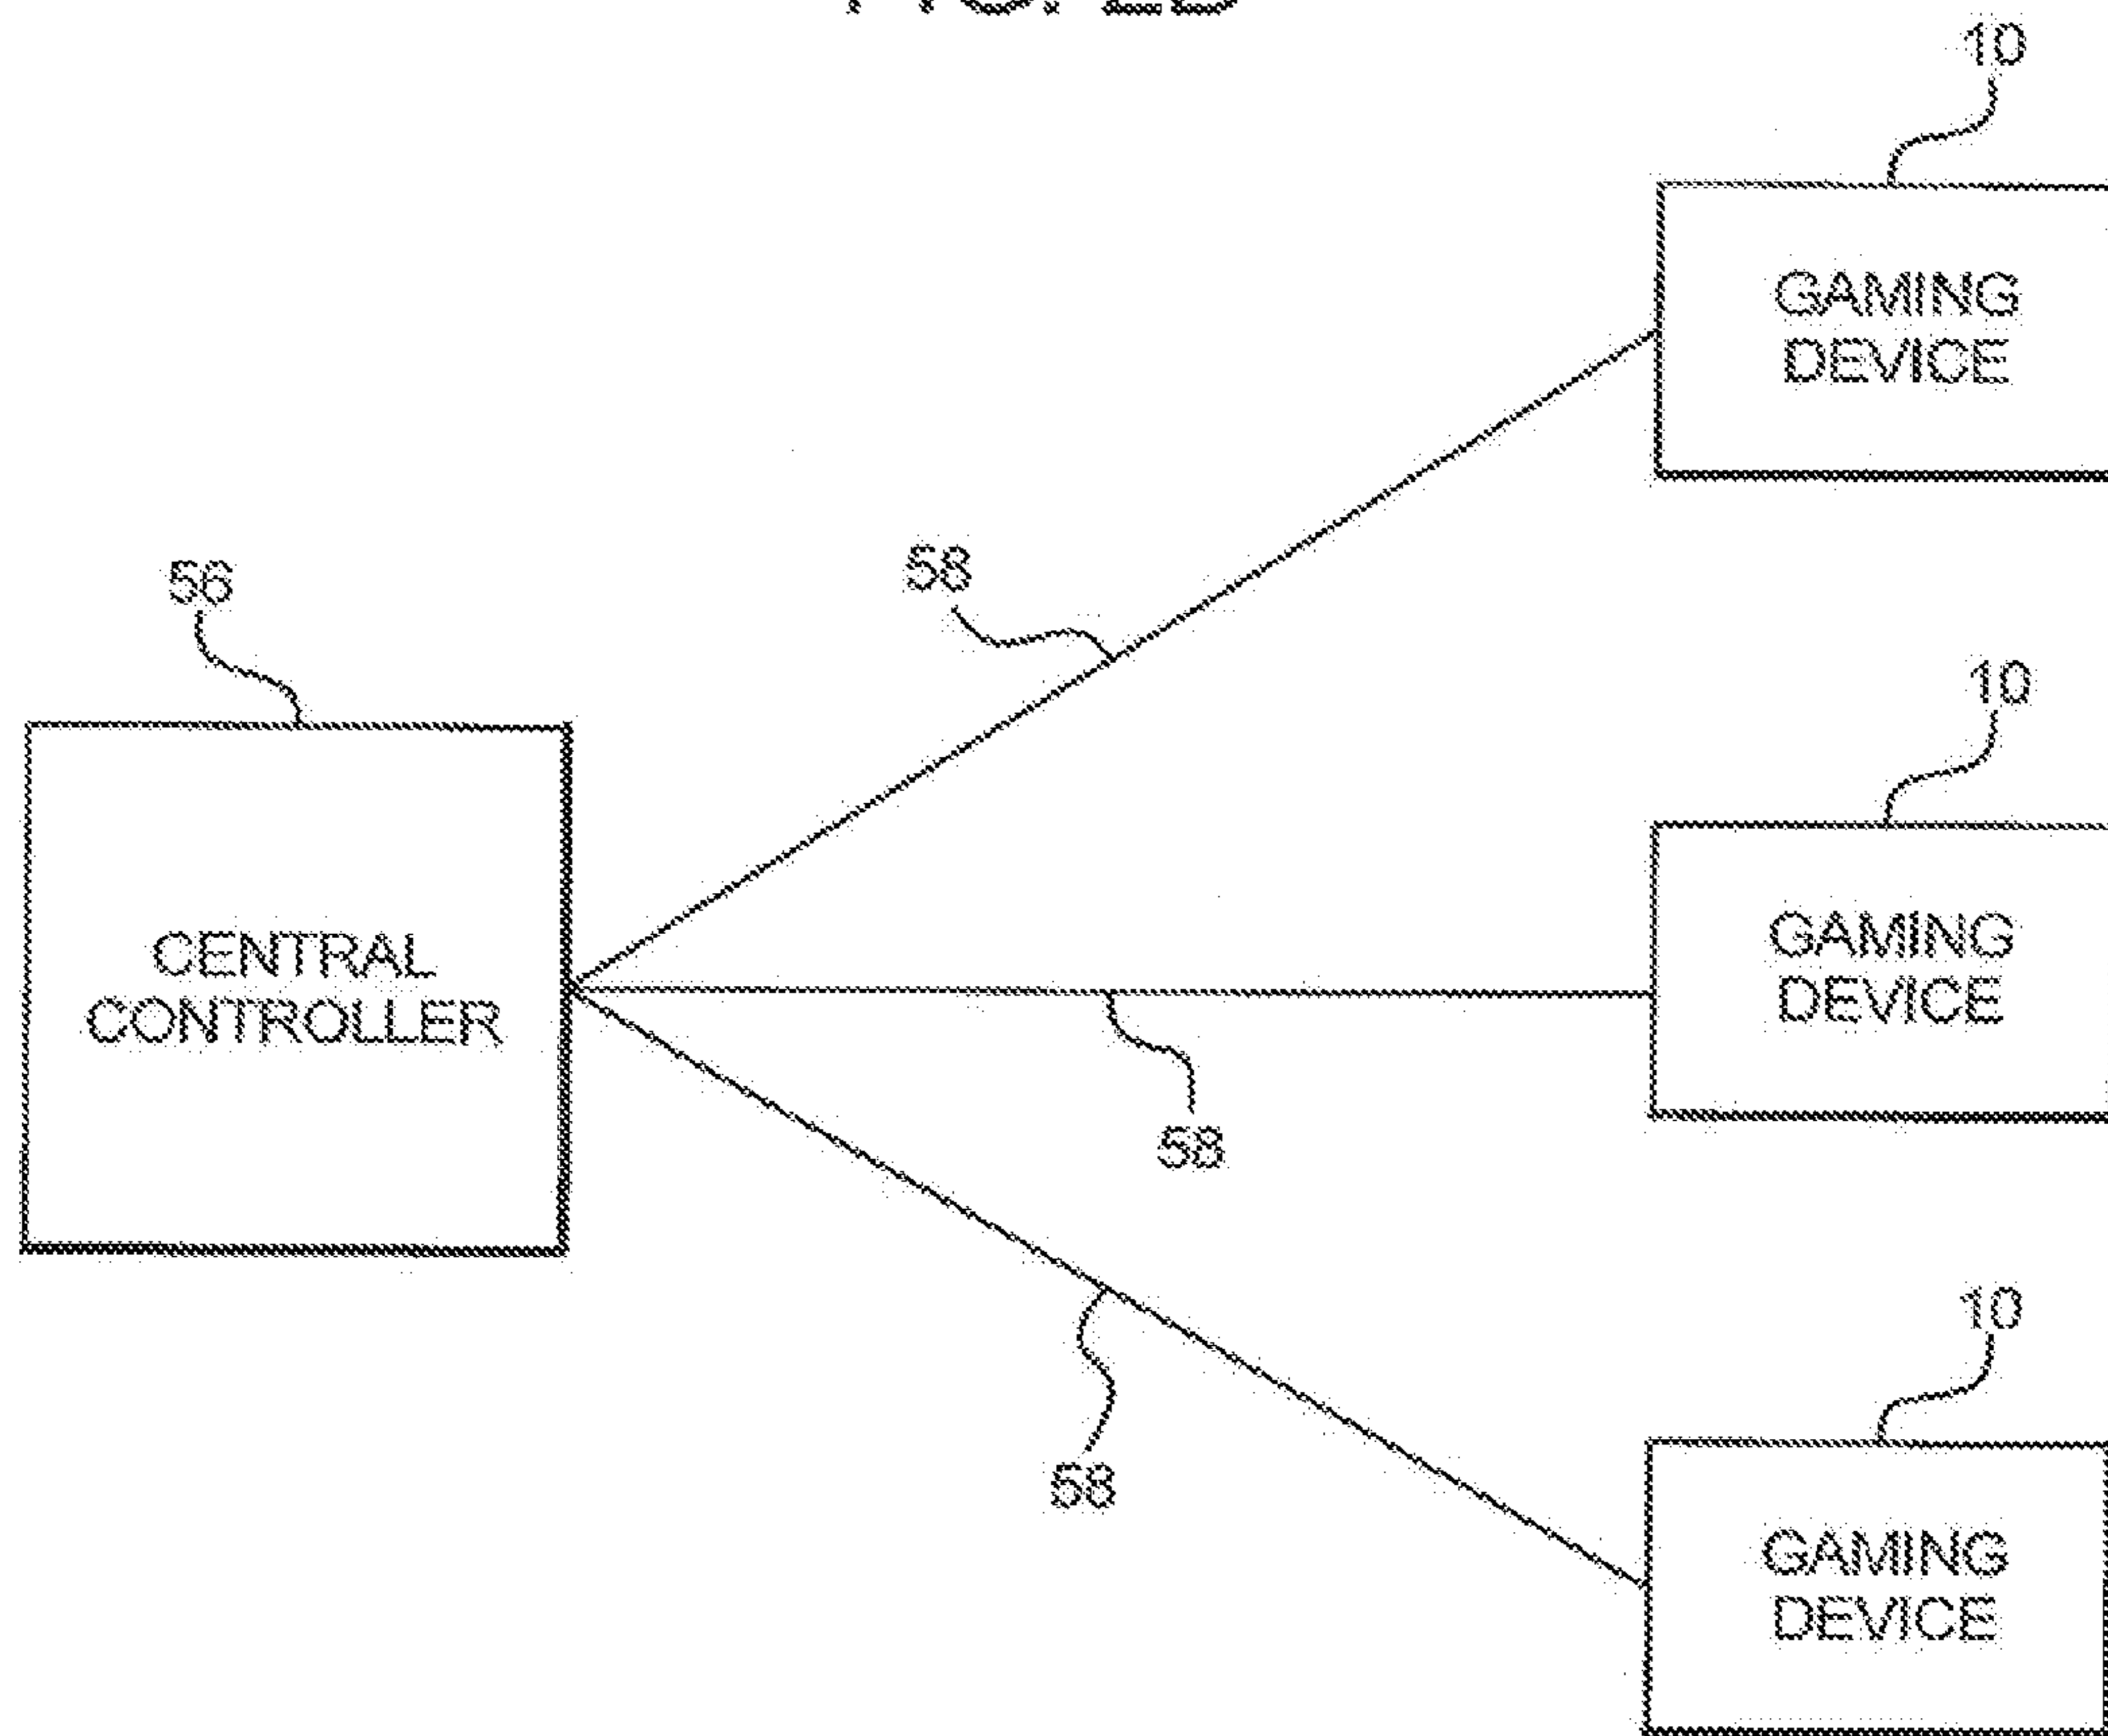 10
GAMING
DEVICE
58
56
10
CENTRAL
CONTROLLER
GAMING
DEVICE
58
10
58
GAMING
DEVICE